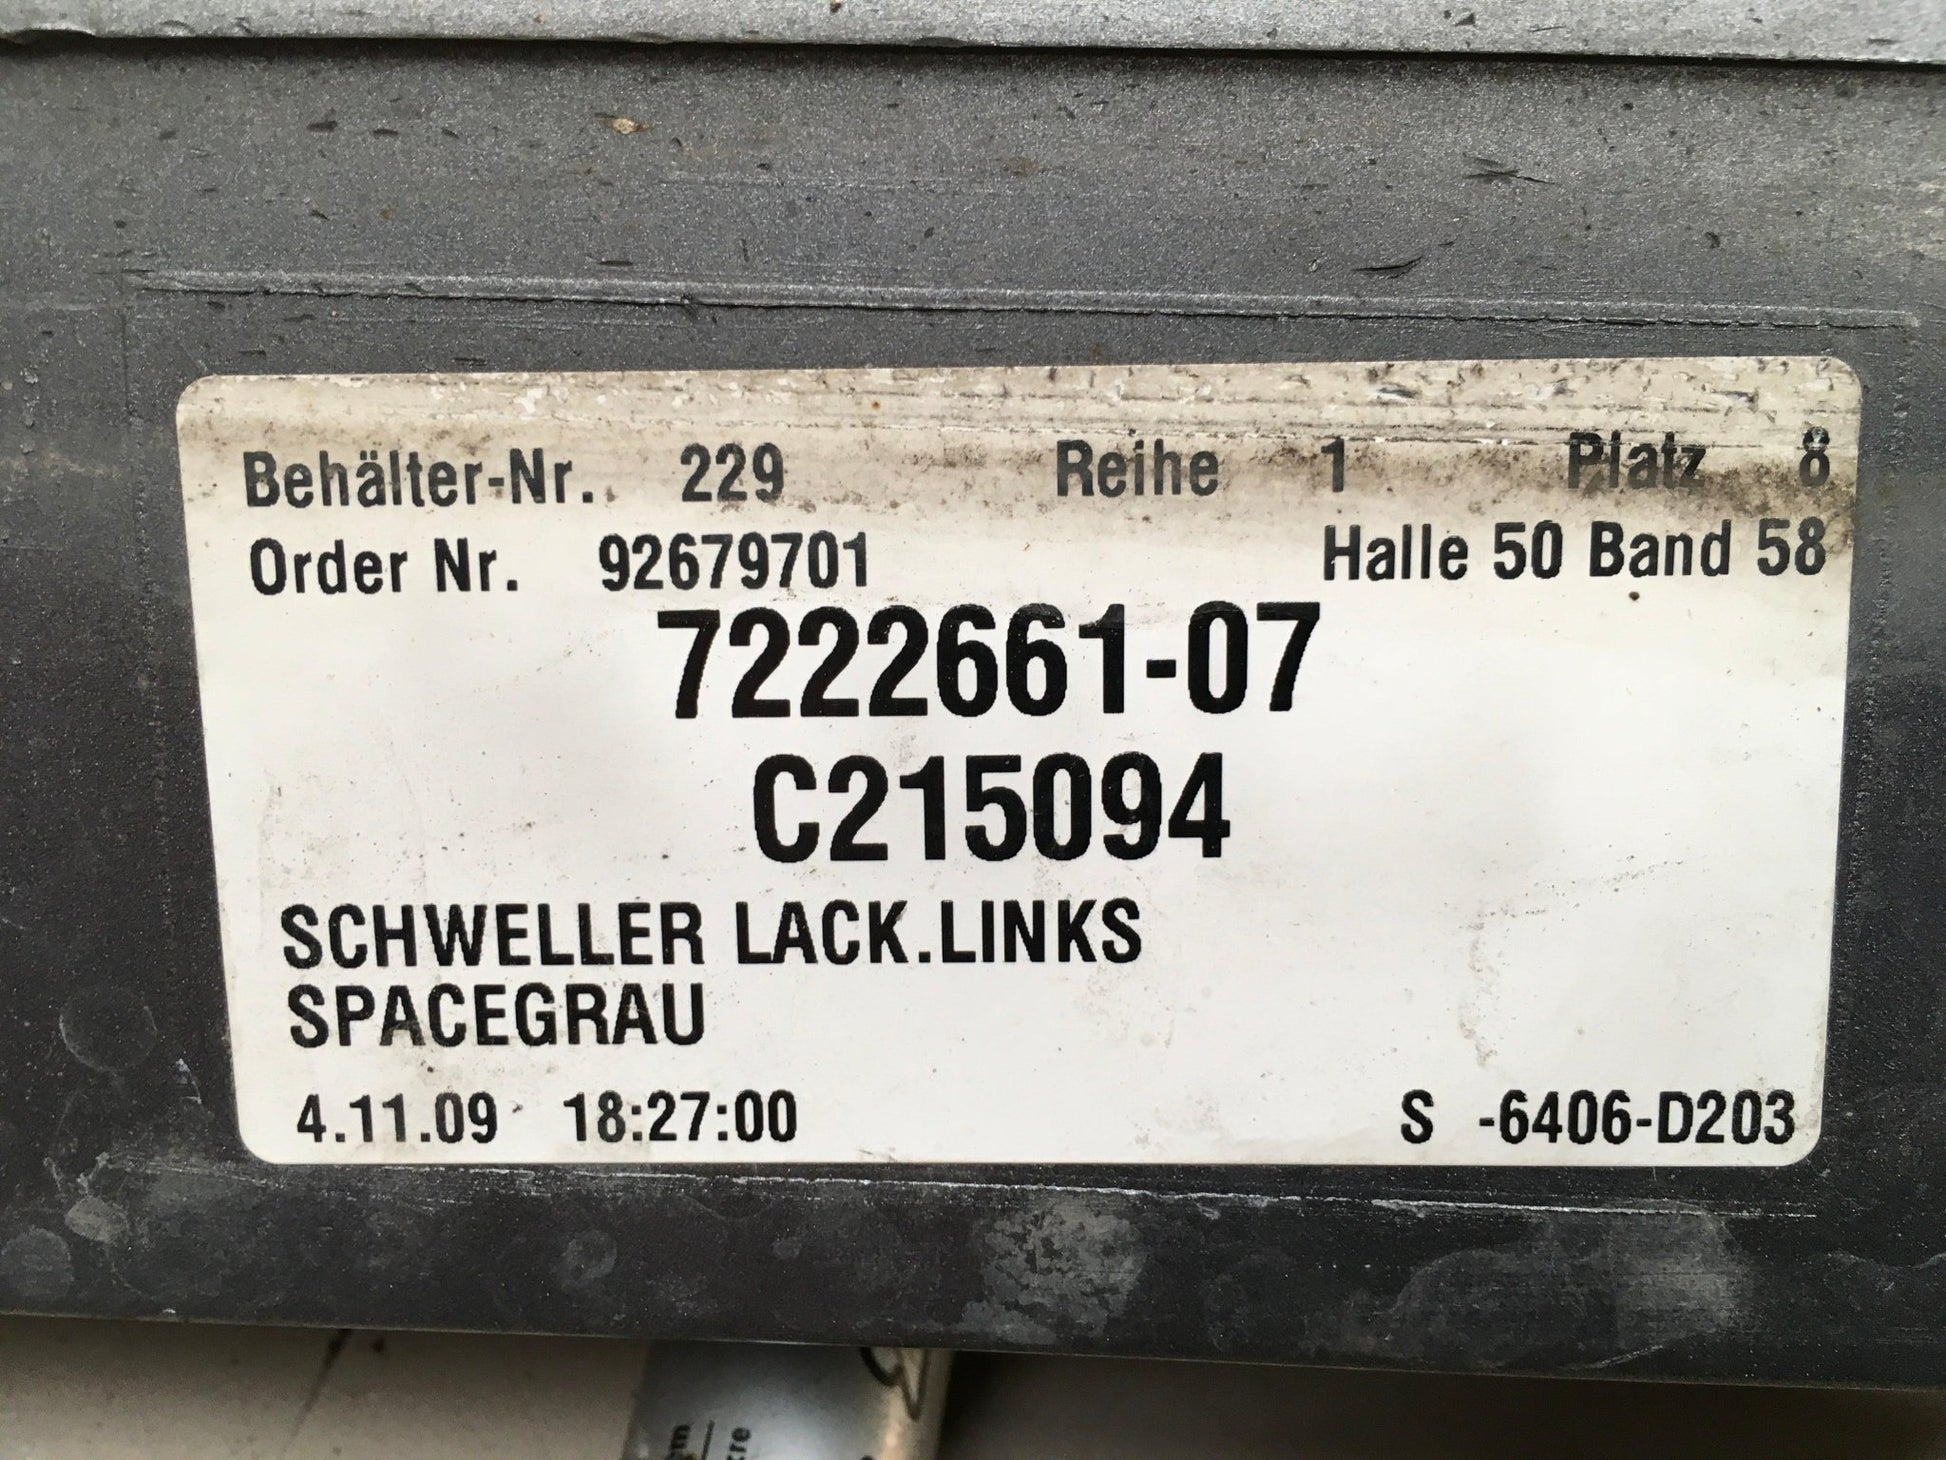 Behälter-Nr. 229 Reihe 1 Platz 8
Order Nr. 92679701 Halle 50 Band 58
7222661-07
C215094
SCHWELLER LACK.LINKS
SPACEGRAU
4.11.09 18:27:00 S -6406-D203